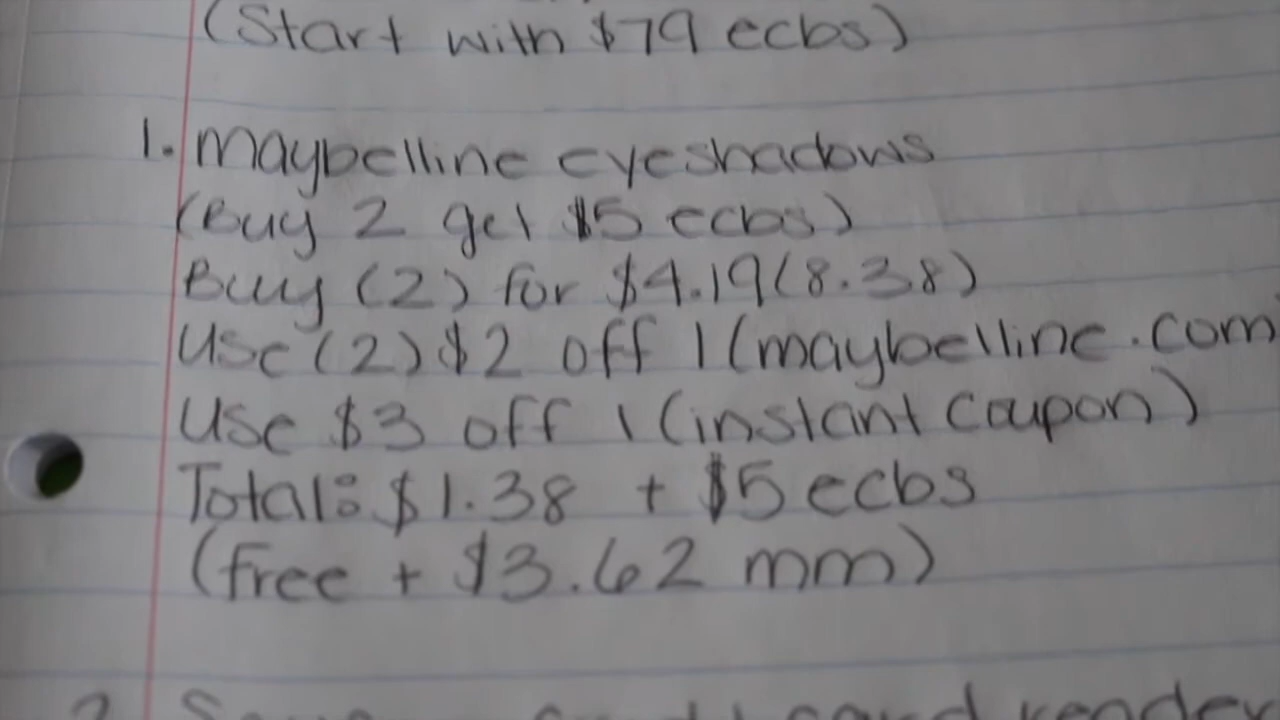 (Start with $79 ecbs)
1. Maybelline eyeshadows
(Buy 2 get $5 ecbs)
Buy (2) for $4.19 (8.38)
Use (2) $2 off 1 (maybelline.com
Use $3 off 1 (instant coupon)
Total: $1.38 + $5 ecbs
(free + $3.62 mm)